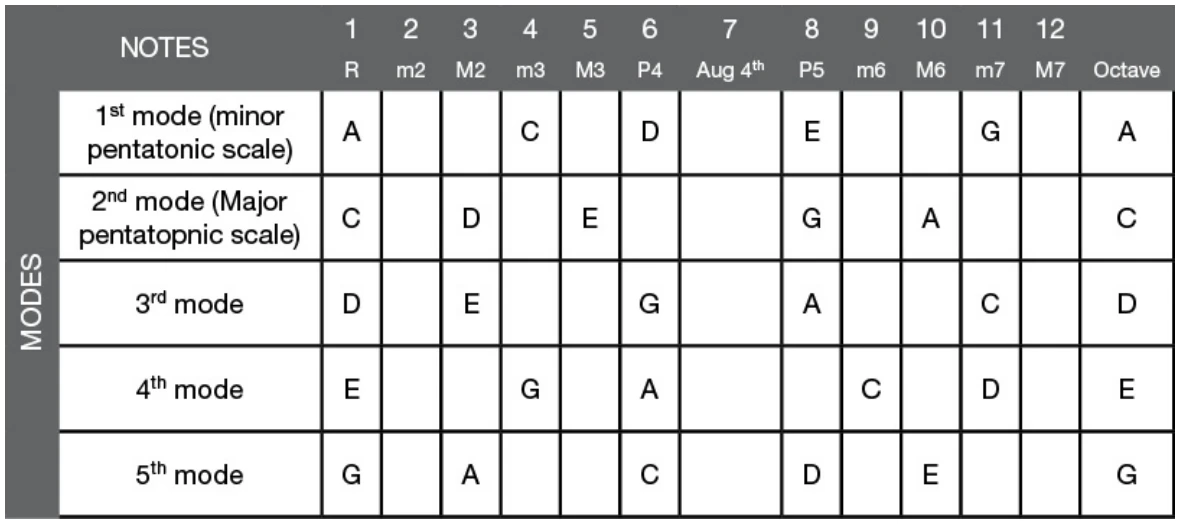 NOTES 1 2 3 4 5 6 7 8 9 10 11 12
R m2 M2 m3 M3 P4 Aug 4th P5 m6 M6 m7 M7 Octave
MODES
1st mode (minor
pentatonic scale) A C D E G A
2nd mode (Major
pentatopnic scale) C D E G A C
3rd mode D E G A C D
4th mode E G A C D E
5th mode G A C D E G